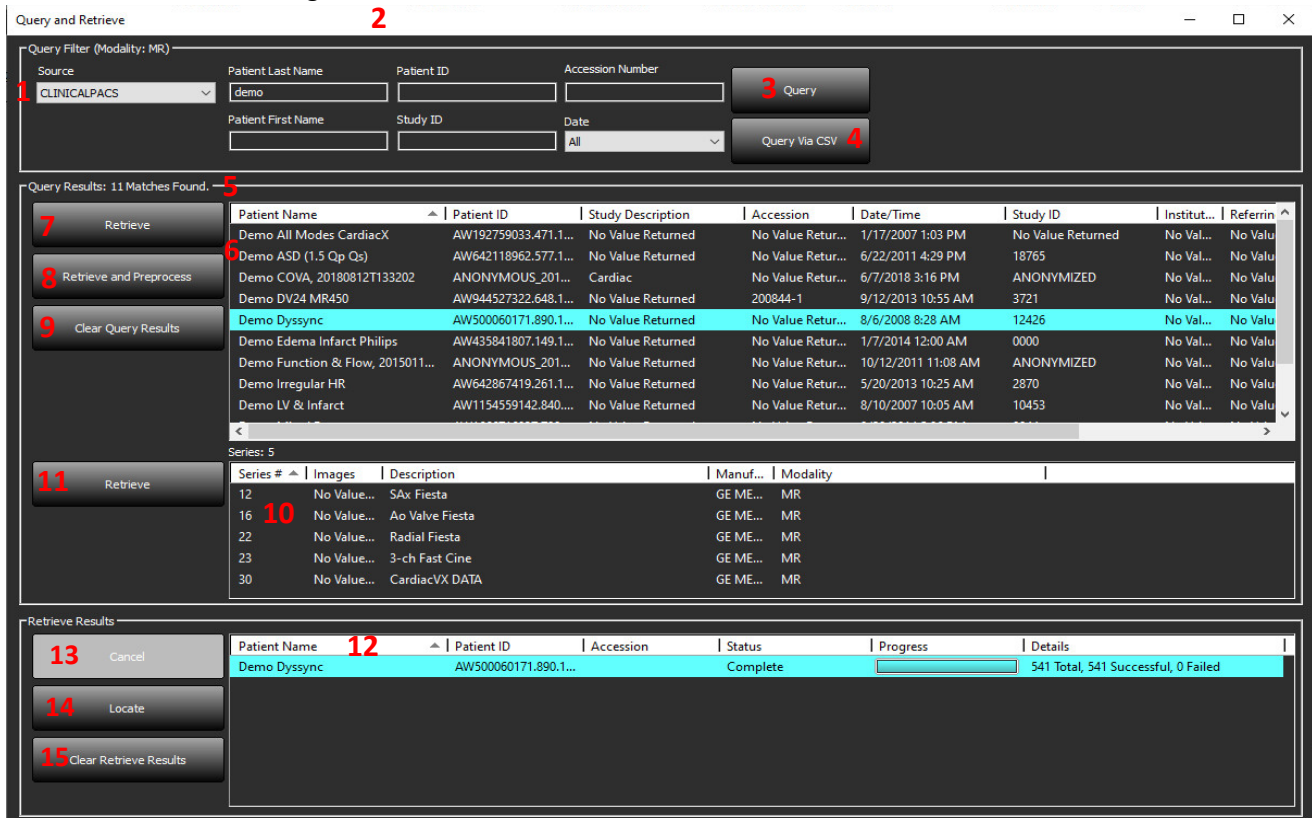 Query and Retrieve 2
Query Filter (Modality: MR)
Source Patient Last Name Patient ID Accession Number
1 CLINICALPACS demo 3 Query
Patient First Name Study ID Date
All Query Via CSV 4
Query Results: 11 Matches Found. 5
7 Retrieve
8 Retrieve and Preprocess
9 Clear Query Results
6
Patient Name Patient ID Study Description Accession Date/Time Study ID Institut... Referrin
Demo All Modes CardiacX AW192759033.471.1... No Value Returned No Value Retur... 1/17/2007 1:03 PM No Value Returned No Val... No Valu
Demo ASD (1.5 Qp Qs) AW642118962.577.1... No Value Returned No Value Retur... 6/22/2011 4:29 PM 18765 No Val... No Valu
Demo COVA, 20180812T133202 ANONYMOUS_201... Cardiac No Value Retur... 6/7/2018 3:16 PM ANONYMIZED No Val... No Valu
Demo DV24 MR450 AW944527322.648.1... No Value Returned 200844-1 9/12/2013 10:55 AM 3721 No Val... No Valu
Demo Dyssync AW500060171.890.1... No Value Returned No Value Retur... 8/6/2008 8:28 AM 12426 No Val... No Valu
Demo Edema Infarct Philips AW435841807.149.1... No Value Returned No Value Retur... 1/7/2014 12:00 AM 0000 No Val... No Valu
Demo Function & Flow, 2015011... ANONYMOUS_201... No Value Returned No Value Retur... 10/12/2011 11:08 AM ANONYMIZED No Val... No Valu
Demo Irregular HR AW642867419.261.1... No Value Returned No Value Retur... 5/20/2013 10:25 AM 2870 No Val... No Valu
Demo LV & Infarct AW1154559142.840.... No Value Returned No Value Retur... 8/10/2007 10:05 AM 10453 No Val... No Valu
Series: 5
11 Retrieve
Series # Images Description Manuf... Modality
12 No Value... SAx Fiesta GE ME... MR
16 10 No Value... Ao Valve Fiesta GE ME... MR
22 No Value... Radial Fiesta GE ME... MR
23 No Value... 3-ch Fast Cine GE ME... MR
30 No Value... CardiacVX DATA GE ME... MR
Retrieve Results
13 Cancel
14 Locate
15 Clear Retrieve Results
Patient Name 12 Patient ID Accession Status Progress Details
Demo Dyssync AW500060171.890.1... Complete 541 Total, 541 Successful, 0 Failed